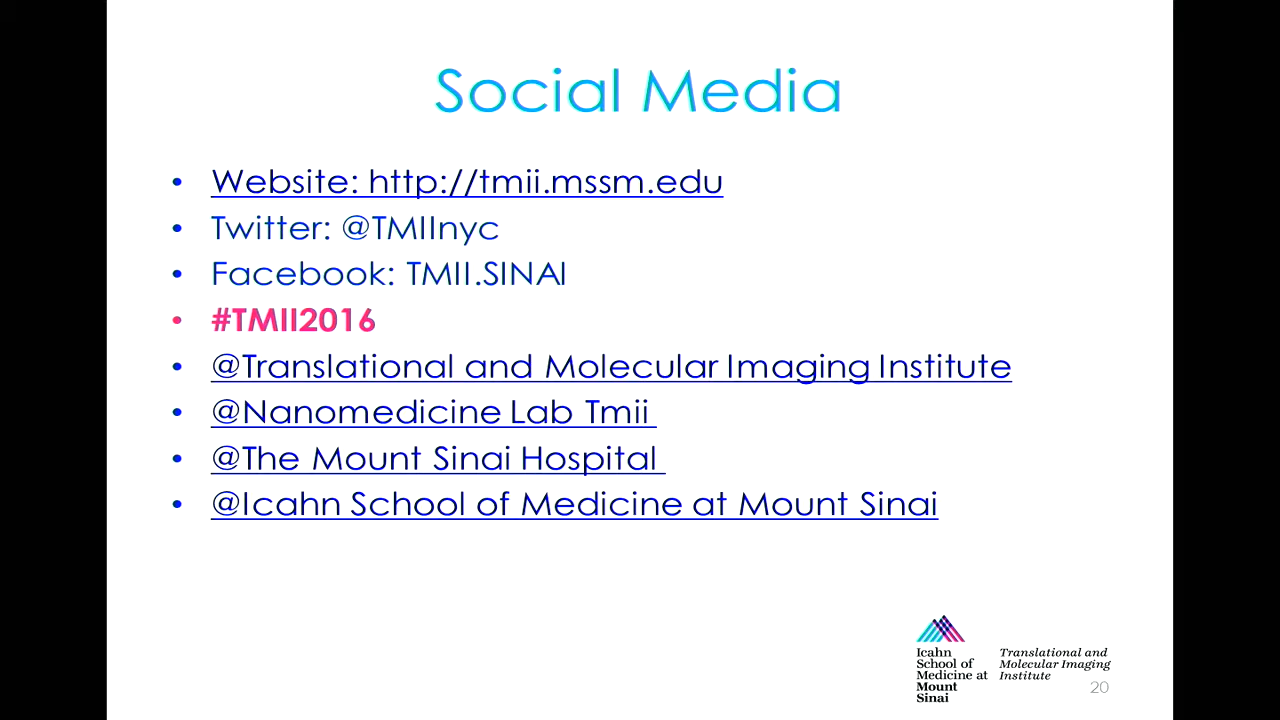 Social Media
• Website: http://tmii.mssm.edu
• Twitter: @TMIInyc
• Facebook: TMII.SINAI
• #TMII2016
• @Translational and Molecular Imaging Institute
• @Nanomedicine Lab Tmii
• @The Mount Sinai Hospital
• @Icahn School of Medicine at Mount Sinai
Icahn
School of
Medicine at
Mount
Sinai
Translational and
Molecular Imaging
Institute
20